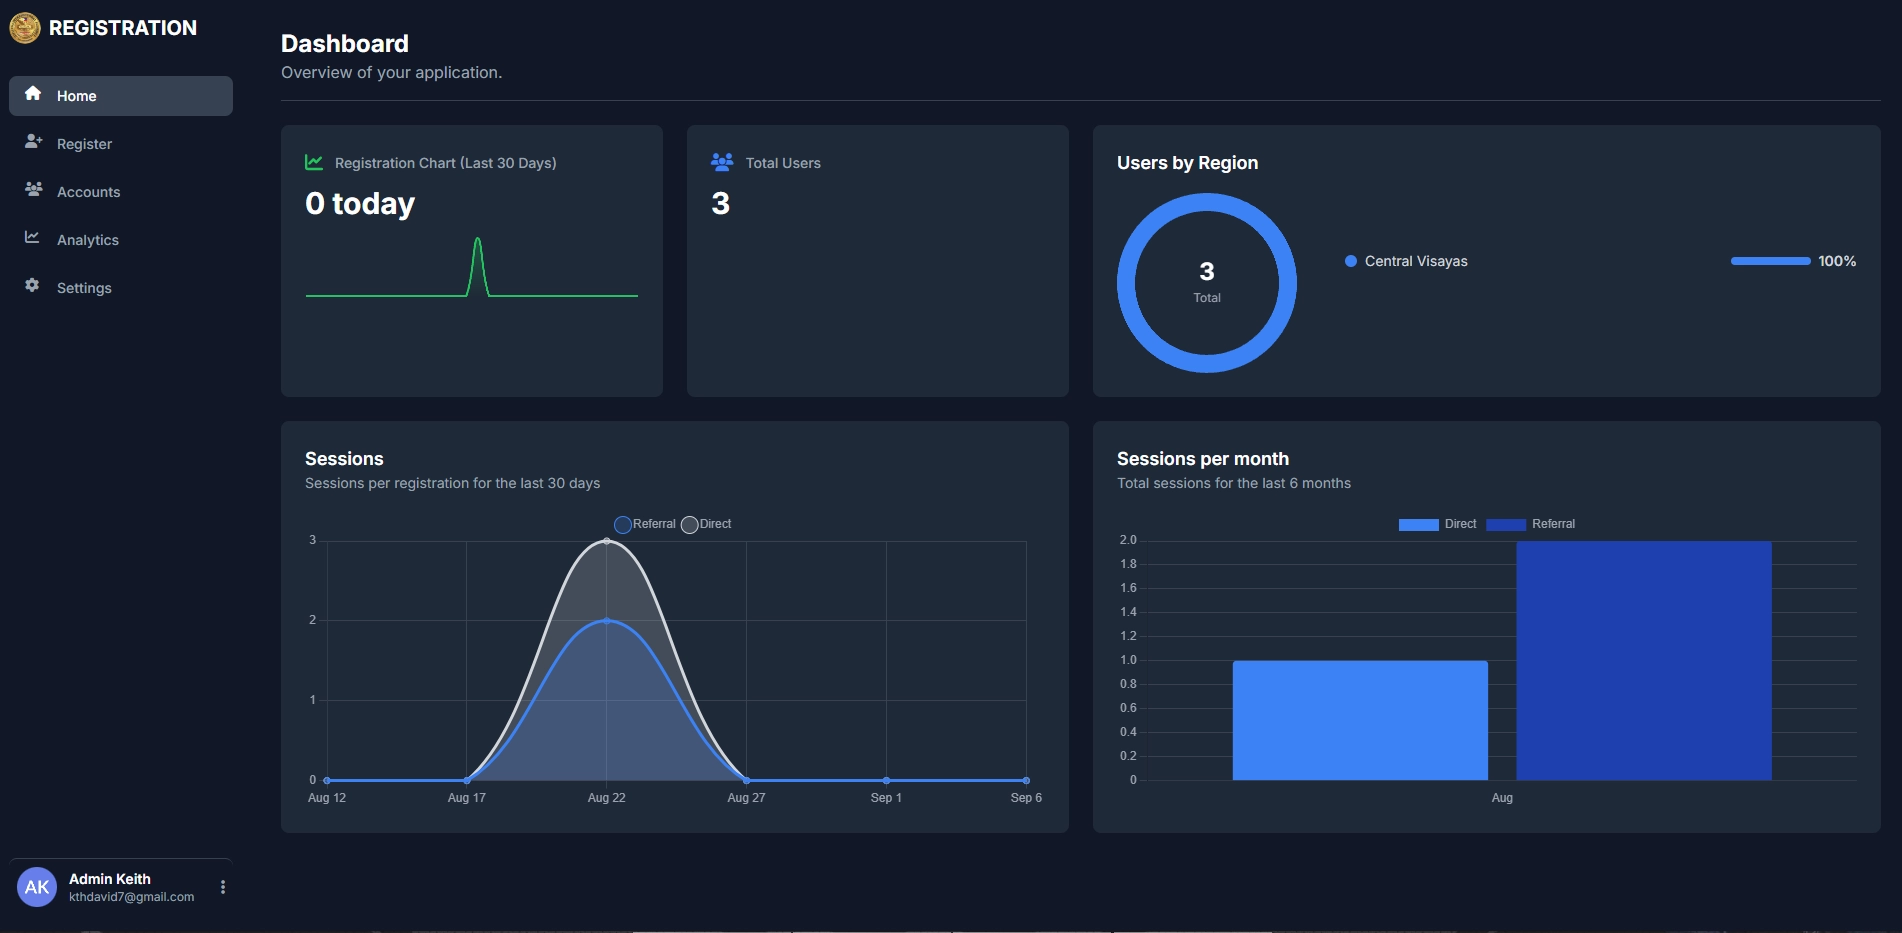 REGISTRATION
Home
Register
Accounts
Analytics
Settings
Dashboard
Overview of your application.
Registration Chart (Last 30 Days)
0 today
Total Users
3
Users by Region
3
Total
Central Visayas
100%
Sessions
Sessions per registration for the last 30 days
Referral Direct
3
2
1
0
Aug 12 Aug 17 Aug 22 Aug 27 Sep 1 Sep 6
Sessions per month
Total sessions for the last 6 months
Direct Referral
2.0
1.8
1.6
1.4
1.2
1.0
0.8
0.6
0.4
0.2
0
Aug
AK
Admin Keith
kthdavid7@gmail.com